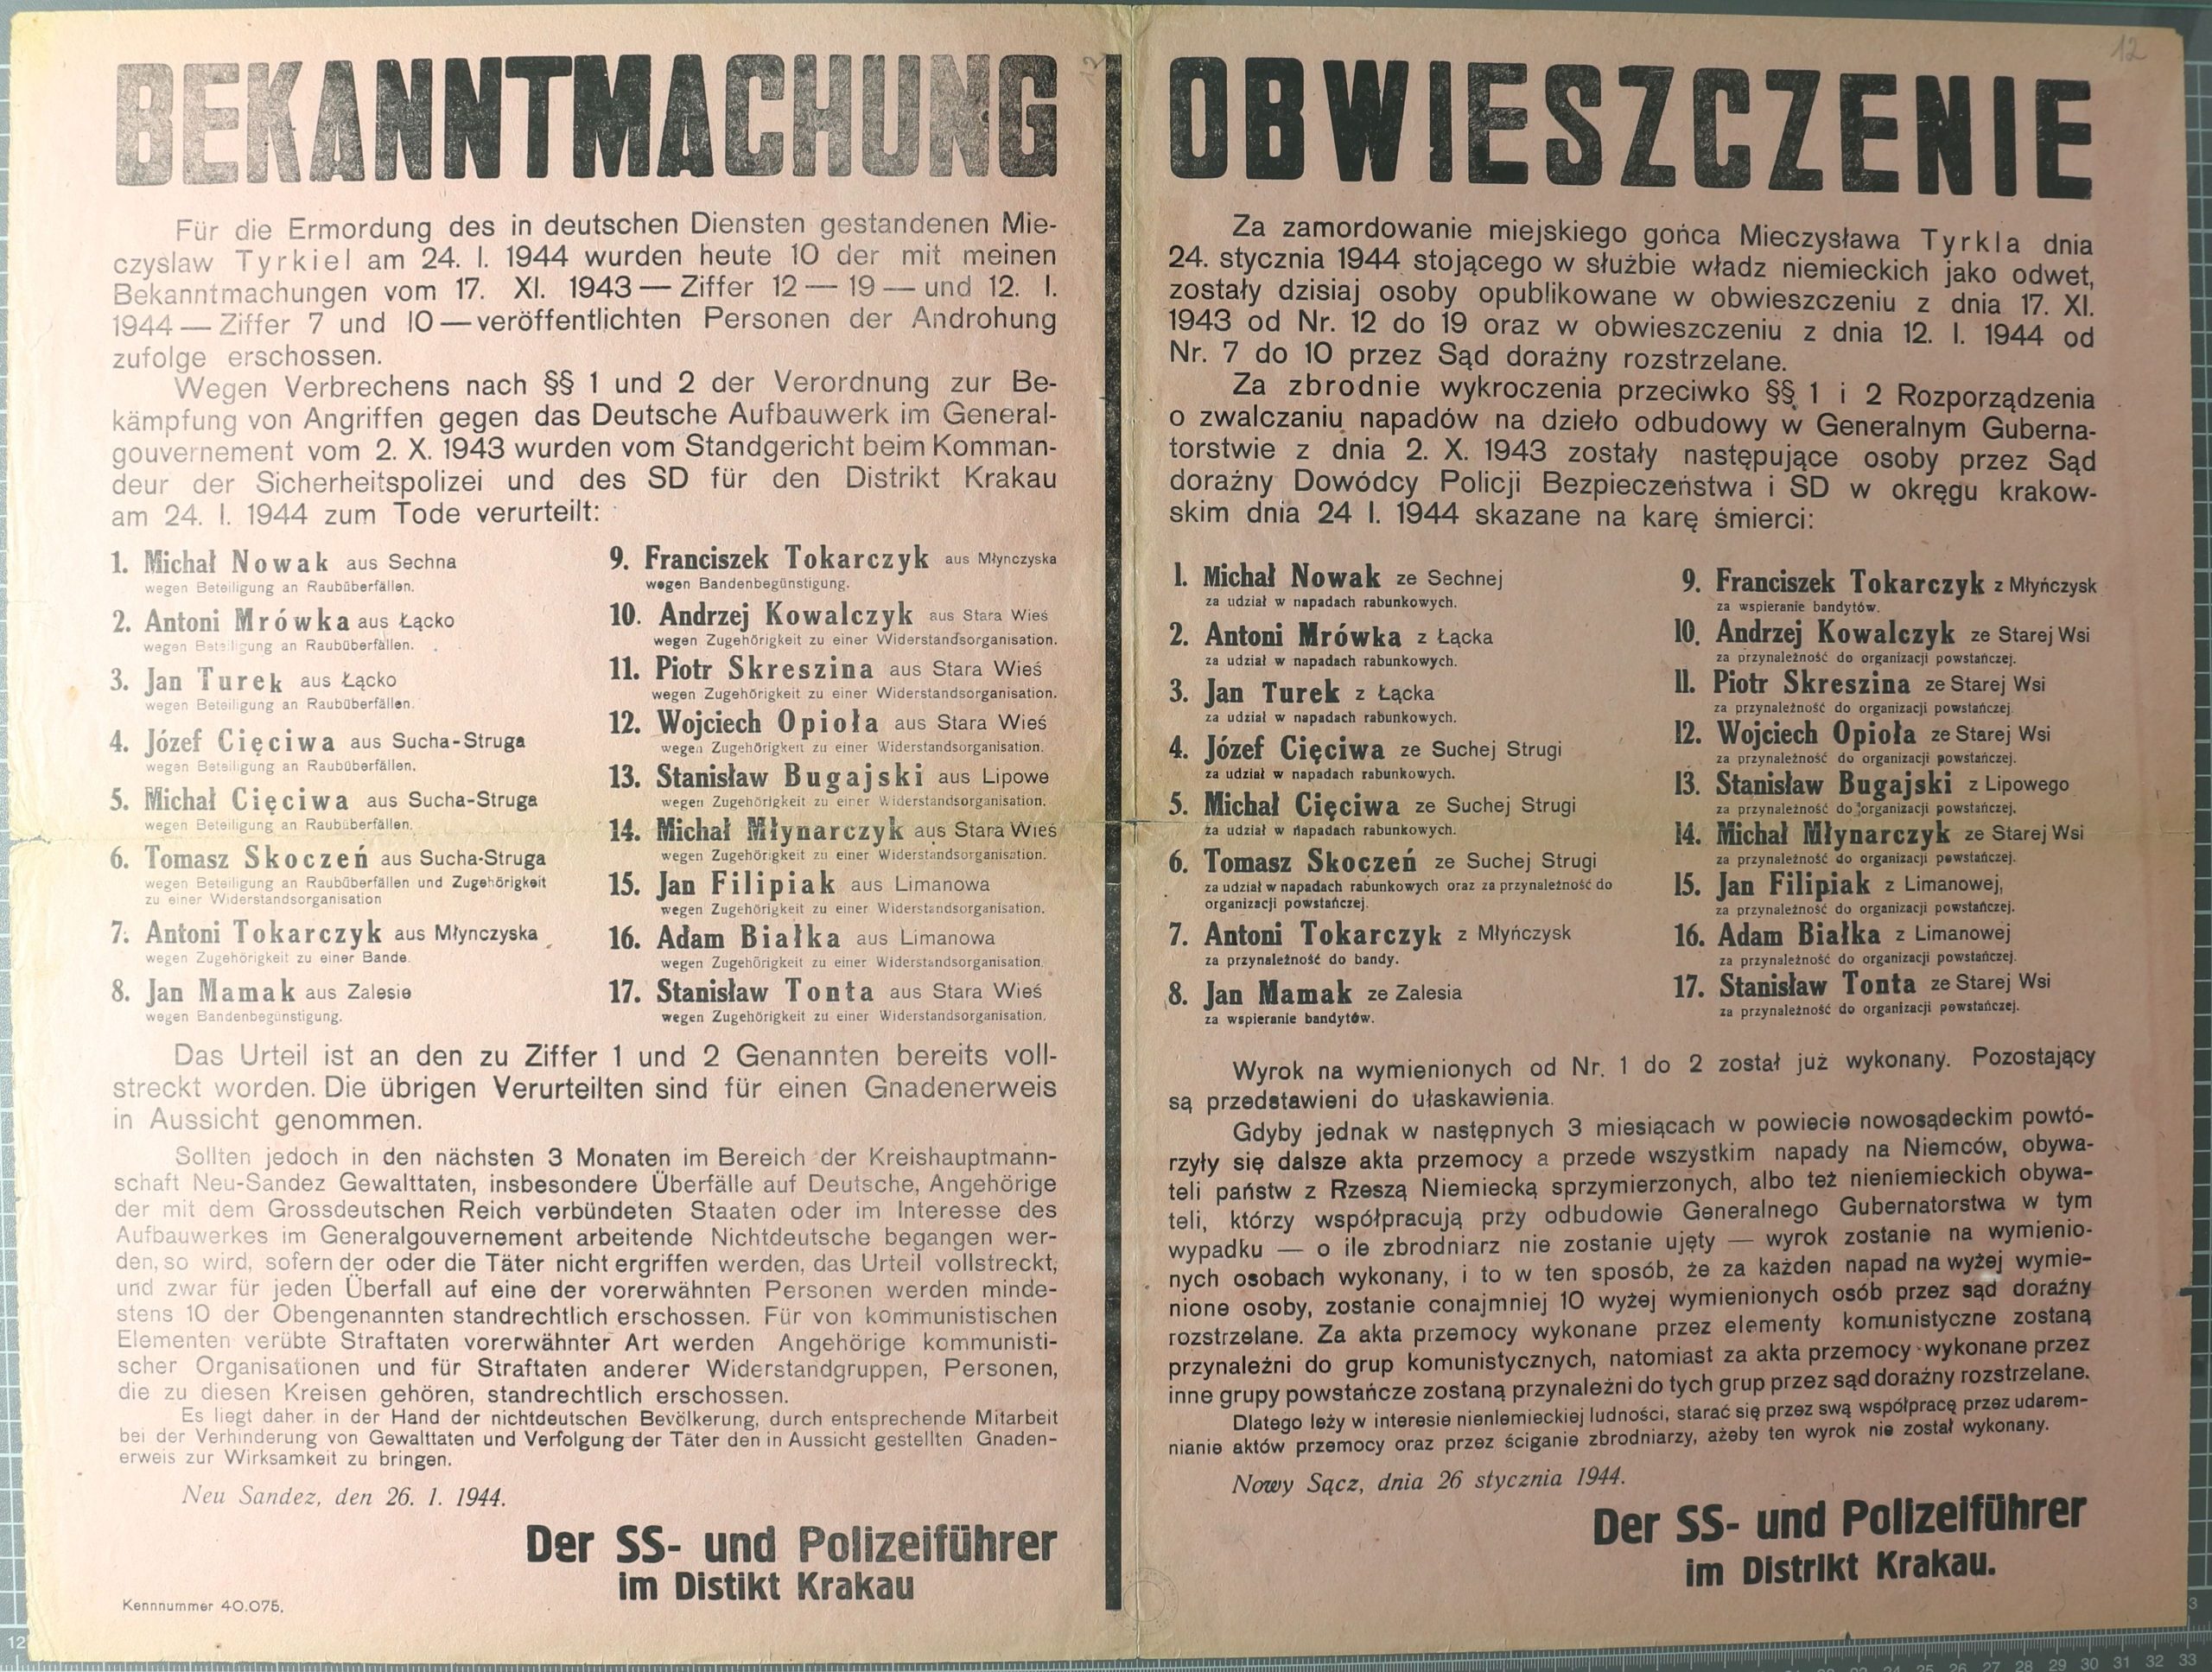 BEKANNTMACHUNG
Für die Ermordung des in deutschen Diensten gestandenen Mie-
czyslaw Tyrkiel am 24. I. 1944 wurden heute 10 der mit meinen
Bekanntmachungen vom 17. XI. 1943 — Ziffer 12 — 19 — und 12. I.
1944 — Ziffer 7 und 10 — veröffentlichten Personen der Androhung
zufolge erschossen.
Wegen Verbrechens nach §§ 1 und 2 der Verordnung zur Be-
kämpfung von Angriffen gegen das Deutsche Aufbauwerk im General-
gouvernement vom 2. X. 1943 wurden vom Standgericht beim Komman-
deur der Sicherheitspolizei und des SD für den Distrikt Krakau
am 24. I. 1944 zum Tode verurteilt:
1. Michał Nowak aus Sechna
wegen Beteiligung an Raubüberfällen.
2. Antoni Mrówka aus Łącko
wegen Beteiligung an Raubüberfällen.
3. Jan Turek aus Łącko
wegen Beteiligung an Raubüberfällen.
4. Józef Cięciwa aus Sucha-Struga
wegen Beteiligung an Raubüberfällen.
5. Michał Cięciwa aus Sucha-Struga
wegen Beteiligung an Raubüberfällen.
6. Tomasz Skoczeń aus Sucha-Struga
wegen Beteiligung an Raubüberfällen und Zugehörigkeit
zu einer Widerstandsorganisation
7. Antoni Tokarczyk aus Młynczyska
wegen Zugehörigkeit zu einer Bande.
8. Jan Mamak aus Zalesie
wegen Bandenbegünstigung.
9. Franciszek Tokarczyk aus Młynczyska
wegen Bandenbegünstigung.
10. Andrzej Kowalczyk aus Stara Wieś
wegen Zugehörigkeit zu einer Widerstandsorganisation.
11. Piotr Skreszina aus Stara Wieś
wegen Zugehörigkeit zu einer Widerstandsorganisation.
12. Wojciech Opioła aus Stara Wieś
wegen Zugehörigkeit zu einer Widerstandsorganisation.
13. Stanisław Bugajski aus Lipowe
wegen Zugehörigkeit zu einer Widerstandsorganisation.
14. Michał Młynarczyk aus Stara Wieś
wegen Zugehörigkeit zu einer Widerstandsorganisation.
15. Jan Filipiak aus Limanowa
wegen Zugehörigkeit zu einer Widerstandsorganisation.
16. Adam Białka aus Limanowa
wegen Zugehörigkeit zu einer Widerstandsorganisation.
17. Stanisław Tonta aus Stara Wieś
wegen Zugehörigkeit zu einer Widerstandsorganisation.
Das Urteil ist an den zu Ziffer 1 und 2 Genannten bereits voll-
streckt worden. Die übrigen Verurteilten sind für einen Gnadenerweis
in Aussicht genommen.
Sollten jedoch in den nächsten 3 Monaten im Bereich der Kreishauptmann-
schaft Neu-Sandez Gewalttaten, insbesondere Überfälle auf Deutsche, Angehörige
der mit dem Grossdeutschen Reich verbündeten Staaten oder im Interesse des
Aufbauwerkes im Generalgouvernement arbeitende Nichtdeutsche begangen wer-
den, so wird, sofern der oder die Täter nicht ergriffen werden, das Urteil vollstreckt,
und zwar für jeden Überfall auf eine der vorerwähnten Personen werden minde-
stens 10 der Obengenannten standrechtlich erschossen. Für von kommunistischen
Elementen verübte Straftaten vorerwähnter Art werden Angehörige kommunisti-
scher Organisationen und für Straftaten anderer Widerstandgruppen, Personen,
die zu diesen Kreisen gehören, standrechtlich erschossen.
Es liegt daher in der Hand der nichtdeutschen Bevölkerung, durch entsprechende Mitarbeit
bei der Verhinderung von Gewalttaten und Verfolgung der Täter den in Aussicht gestellten Gnaden-
erweis zur Wirksamkeit zu bringen.
Neu Sandez, den 26. 1. 1944.
Der SS- und Polizeiführer
im Distikt Krakau
Kennnummer 40.075.
12
OBWIESZCZENIE
Za zamordowanie miejskiego gońca Mieczysława Tyrkla dnia
24. stycznia 1944 stojącego w służbie władz niemieckich jako odwet,
zostały dzisiaj osoby opublikowane w obwieszczeniu z dnia 17. XI.
1943 od Nr. 12 do 19 oraz w obwieszczeniu z dnia 12. I. 1944 od
Nr. 7 do 10 przez Sąd doraźny rozstrzelane.
Za zbrodnie wykroczenia przeciwko §§ 1 i 2 Rozporządzenia
o zwalczaniu napadów na dzieło odbudowy w Generalnym Guberna-
torstwie z dnia 2. X. 1943 zostały następujące osoby przez Sąd
doraźny Dowódcy Policji Bezpieczeństwa i SD w okręgu krakow-
skim dnia 24 I. 1944 skazane na karę śmierci:
1. Michał Nowak ze Sechnej
za udział w napadach rabunkowych.
2. Antoni Mrówka z Łącka
za udział w napadach rabunkowych.
3. Jan Turek z Łącka
za udział w napadach rabunkowych.
4. Józef Cięciwa ze Suchej Strugi
za udział w napadach rabunkowych.
5. Michał Cięciwa ze Suchej Strugi
za udział w napadach rabunkowych.
6. Tomasz Skoczeń ze Suchej Strugi
za udział w napadach rabunkowych oraz za przynależność do
organizacji powstańczej.
7. Antoni Tokarczyk z Młyńczysk
za przynależność do bandy.
8. Jan Mamak ze Zalesia
za wspieranie bandytów.
9. Franciszek Tokarczyk z Młyńczysk
za wspieranie bandytów.
10. Andrzej Kowalczyk ze Starej Wsi
za przynależność do organizacji powstańczej.
11. Piotr Skreszina ze Starej Wsi
za przynależność do organizacji powstańczej.
12. Wojciech Opioła ze Starej Wsi
za przynależność do organizacji powstańczej.
13. Stanisław Bugajski z Lipowego
za przynależność do organizacji powstańczej.
14. Michał Młynarczyk ze Starej Wsi
za przynależność do organizacji powstańczej.
15. Jan Filipiak z Limanowej,
za przynależność do organizacji powstańczej.
16. Adam Białka z Limanowej
za przynależność do organizacji powstańczej.
17. Stanisław Tonta ze Starej Wsi
za przynależność do organizacji powstańczej.
Wyrok na wymienionych od Nr. 1 do 2 został już wykonany. Pozostający
są przedstawieni do ułaskawienia.
Gdyby jednak w następnych 3 miesiącach w powiecie nowosądeckim powtó-
rzyły się dalsze akta przemocy a przede wszystkim napady na Niemców, obywa-
teli państw z Rzeszą Niemiecką sprzymierzonych, albo też nieniemieckich obywa-
teli, którzy współpracują przy odbudowie Generalnego Gubernatorstwa w tym
wypadku — o ile zbrodniarz nie zostanie ujęty — wyrok zostanie na wymienio-
nych osobach wykonany, i to w ten sposób, że za każden napad na wyżej wymie-
nione osoby, zostanie conajmniej 10 wyżej wymienionych osób przez sąd doraźny
rozstrzelane. Za akta przemocy wykonane przez elementy komunistyczne zostaną
przynależni do grup komunistycznych, natomiast za akta przemocy wykonane przez
inne grupy powstańcze zostaną przynależni do tych grup przez sąd doraźny rozstrzelane.
Dlatego leży w interesie nienlemieckiej ludności, starać się przez swą współpracę przez udarem-
nianie aktów przemocy oraz przez ściganie zbrodniarzy, ażeby ten wyrok nie został wykonany.
Nowy Sącz, dnia 26 stycznia 1944.
Der SS- und Polizeiführer
im Distrikt Krakau.